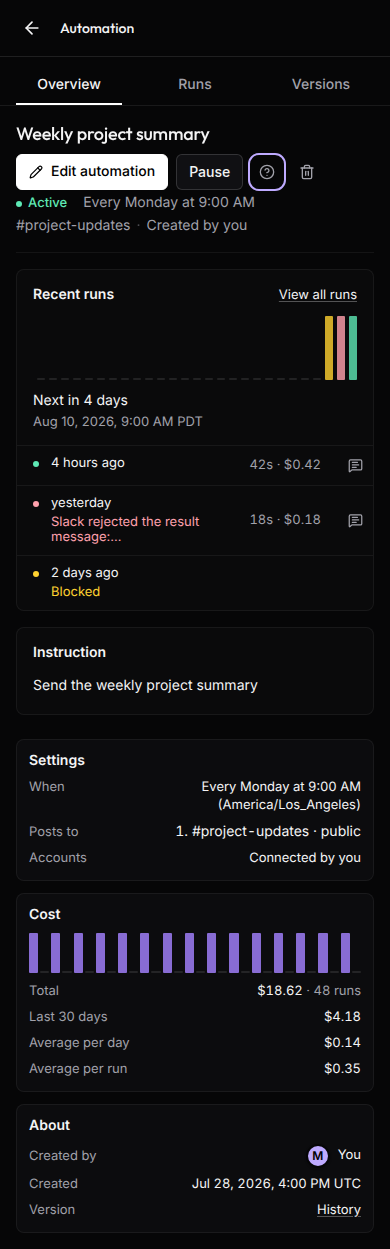 Automation
Overview Runs Versions
Weekly project summary
Edit automation Pause
Active Every Monday at 9:00 AM
#project-updates · Created by you
Recent runs View all runs
Next in 4 days
Aug 10, 2026, 9:00 AM PDT
4 hours ago 42s · $0.42
yesterday
Slack rejected the result 18s · $0.18
message:...
2 days ago
Blocked
Instruction
Send the weekly project summary
Settings
When Every Monday at 9:00 AM
(America/Los_Angeles)
Posts to 1. #project-updates · public
Accounts Connected by you
Cost
Total $18.62 · 48 runs
Last 30 days $4.18
Average per day $0.14
Average per run $0.35
About
Created by M You
Created Jul 28, 2026, 4:00 PM UTC
Version History